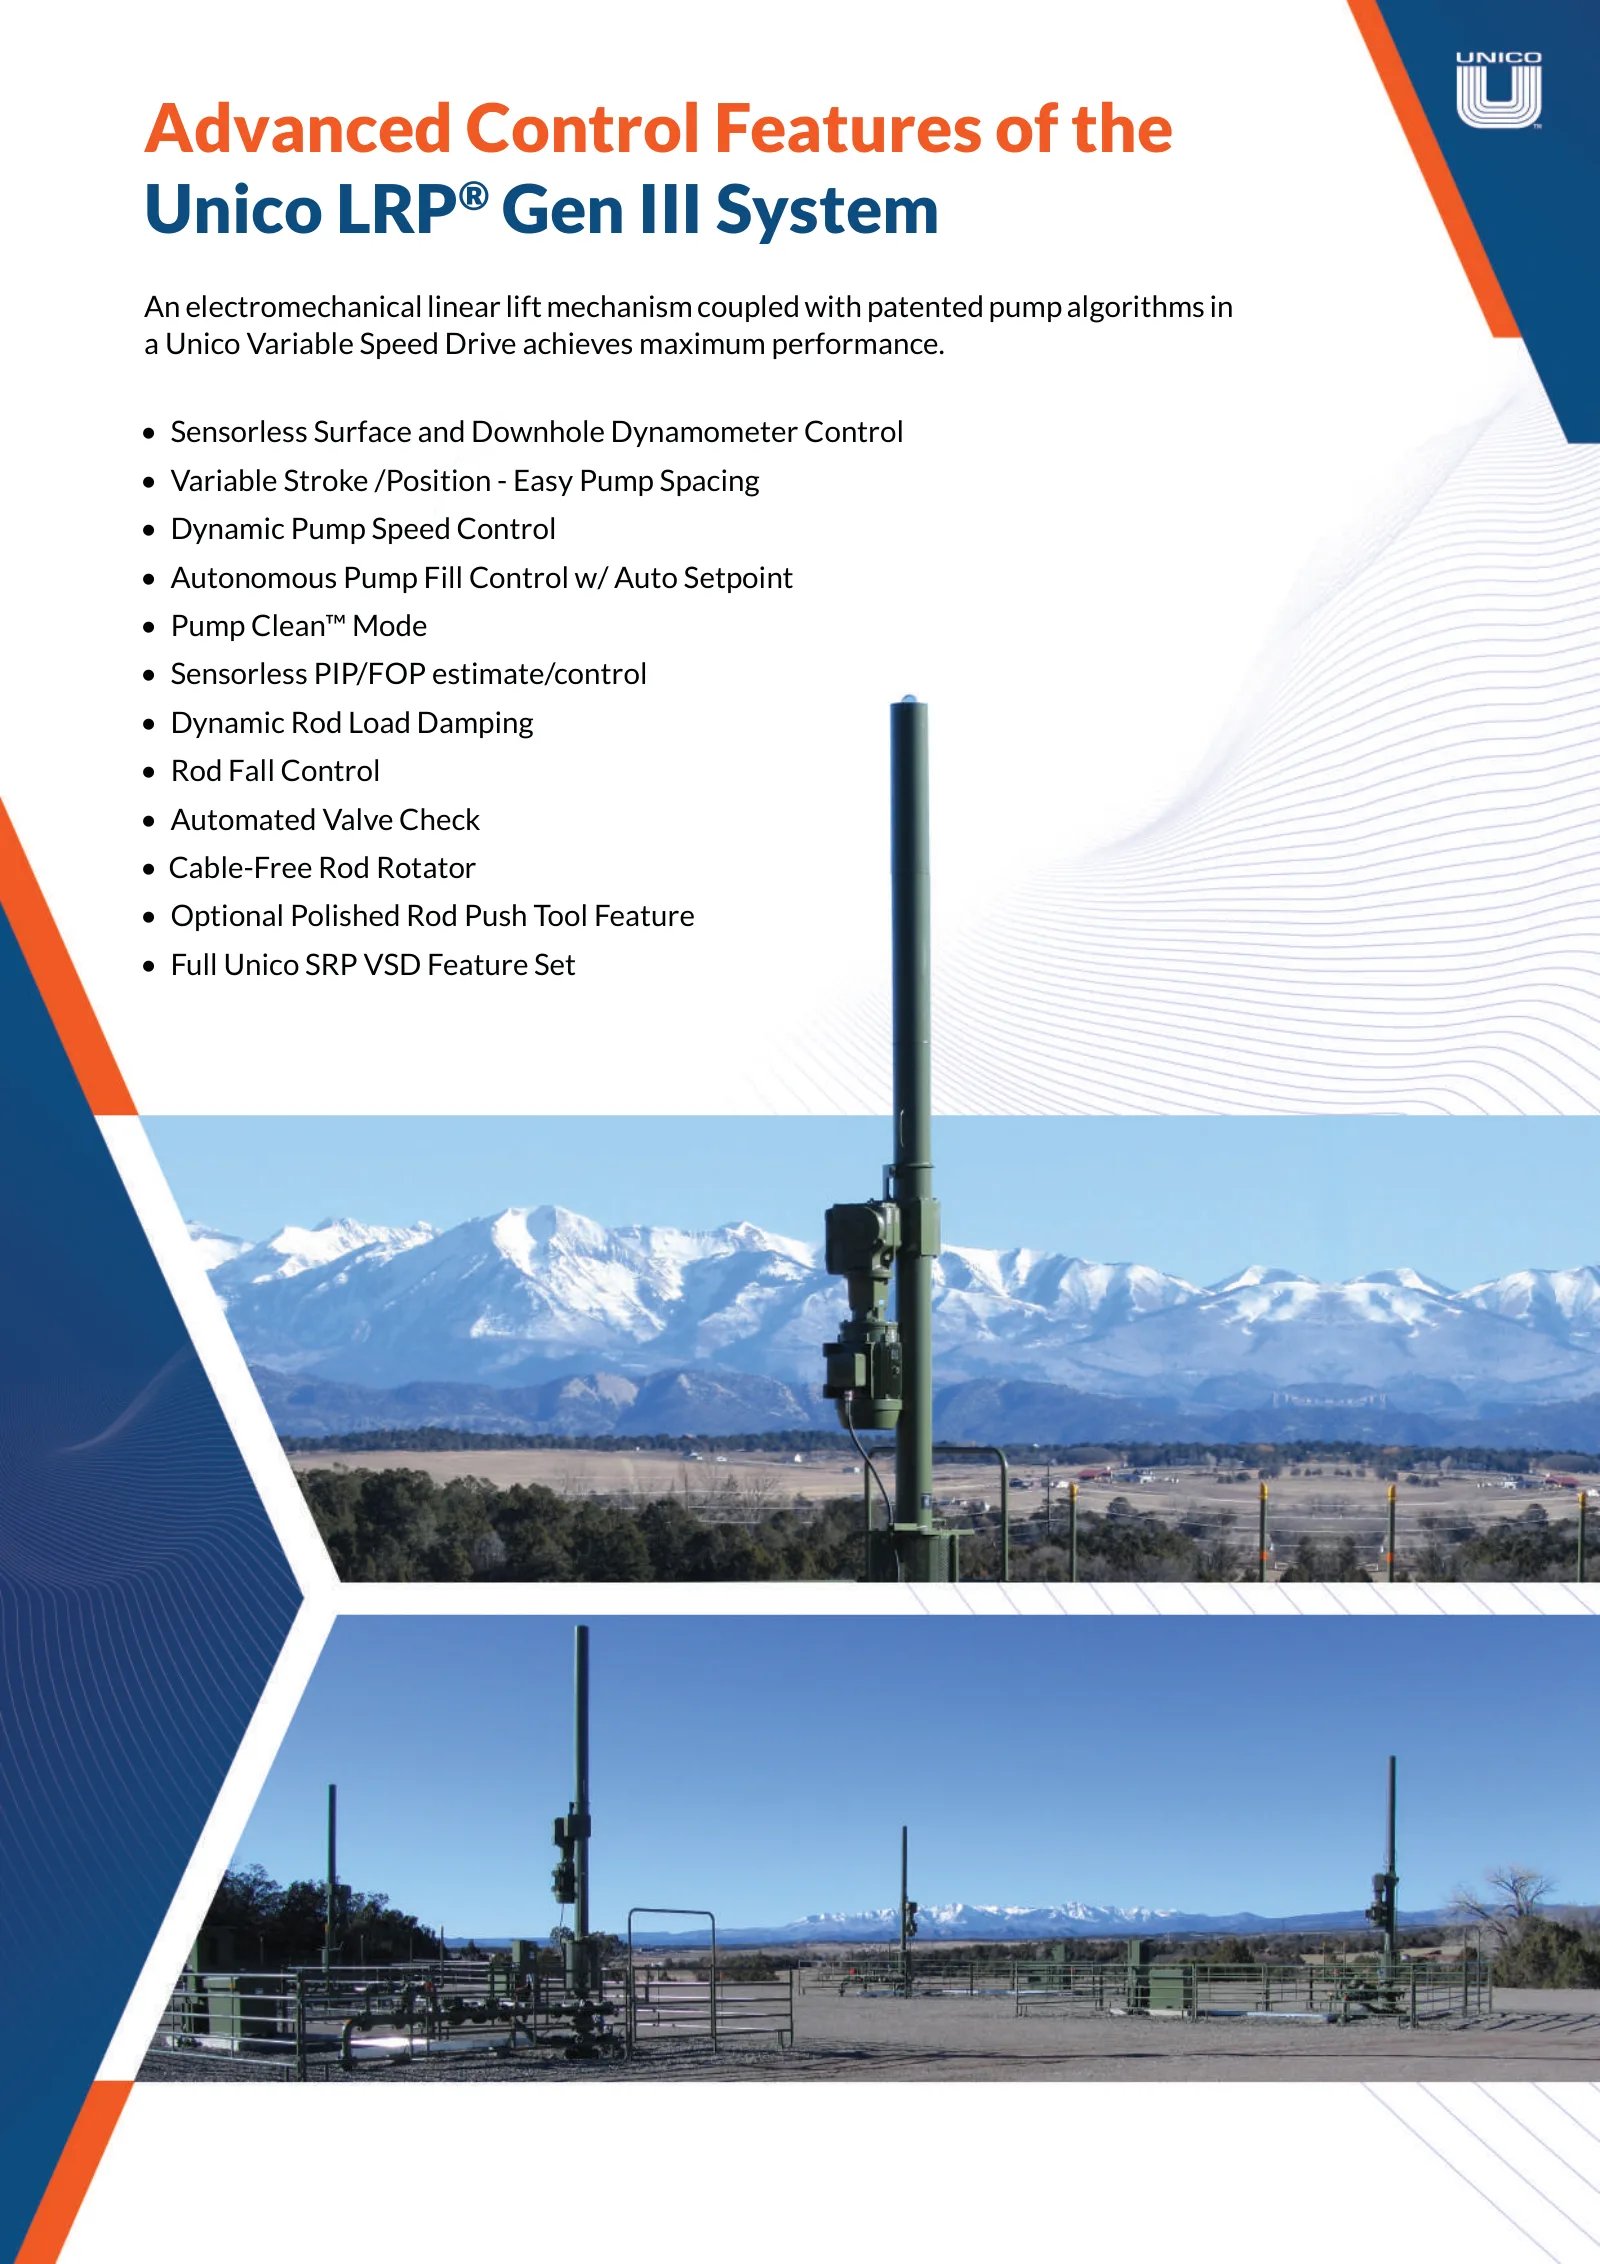 UNICO
Advanced Control Features of the
Unico LRP® Gen III System
An electromechanical linear lift mechanism coupled with patented pump algorithms in
a Unico Variable Speed Drive achieves maximum performance.
• Sensorless Surface and Downhole Dynamometer Control
• Variable Stroke /Position - Easy Pump Spacing
• Dynamic Pump Speed Control
• Autonomous Pump Fill Control w/ Auto Setpoint
• Pump Clean™ Mode
• Sensorless PIP/FOP estimate/control
• Dynamic Rod Load Damping
• Rod Fall Control
• Automated Valve Check
• Cable-Free Rod Rotator
• Optional Polished Rod Push Tool Feature
• Full Unico SRP VSD Feature Set